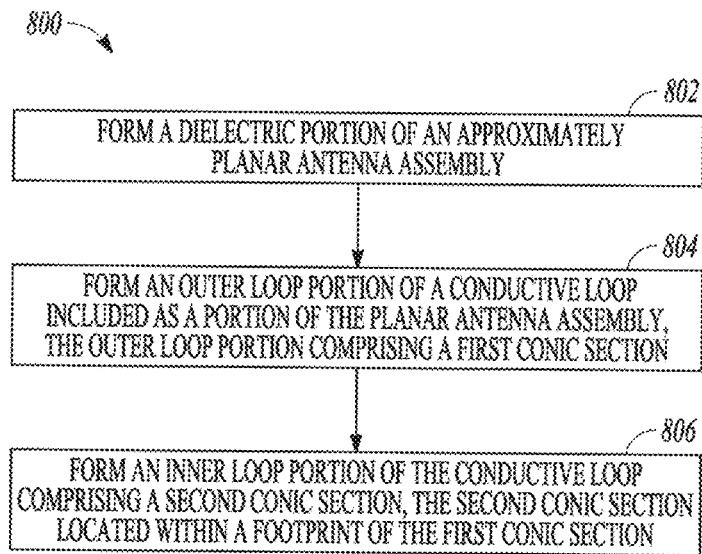 800
802
FORM A DIELECTRIC PORTION OF AN APPROXIMATELY
PLANAR ANTENNA ASSEMBLY
804
FORM AN OUTER LOOP PORTION OF A CONDUCTIVE LOOP
INCLUDED AS A PORTION OF THE PLANAR ANTENNA ASSEMBLY,
THE OUTER LOOP PORTION COMPRISING A FIRST CONIC SECTION
806
FORM AN INNER LOOP PORTION OF THE CONDUCTIVE LOOP
COMPRISING A SECOND CONIC SECTION, THE SECOND CONIC SECTION
LOCATED WITHIN A FOOTPRINT OF THE FIRST CONIC SECTION